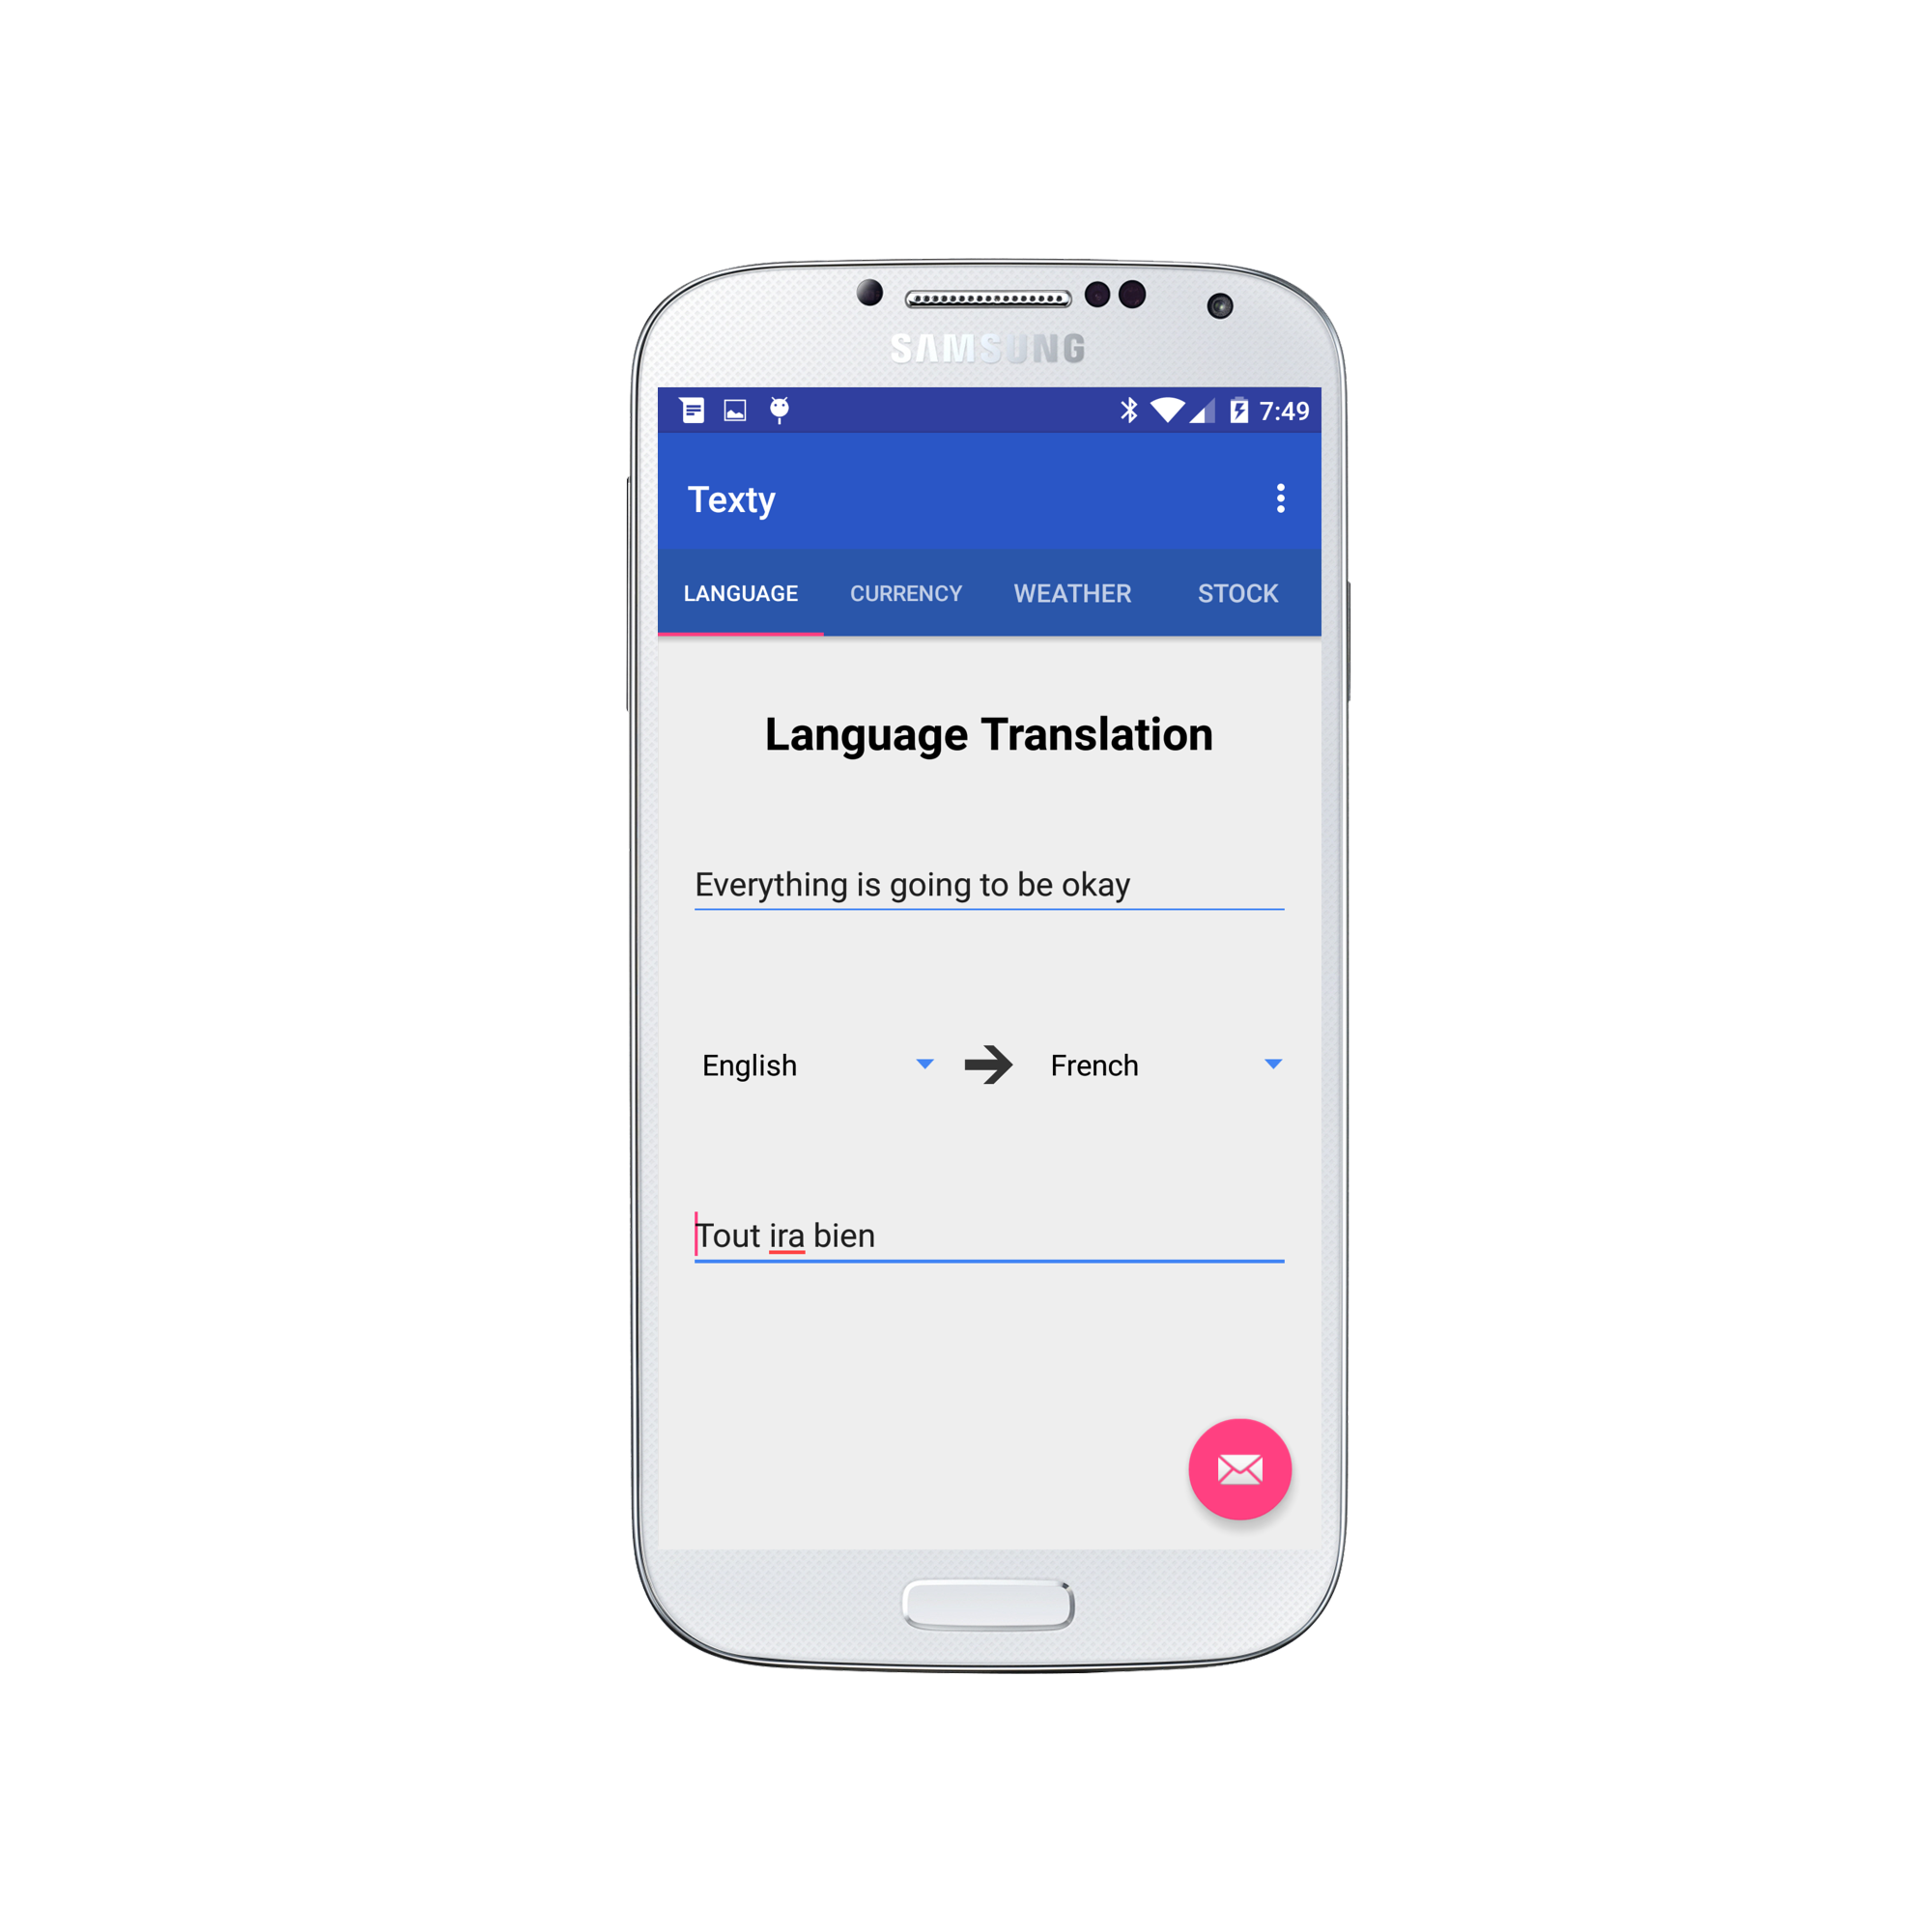 SAMSUNG
7:49
Texty
LANGUAGE CURRENCY WEATHER STOCK
Language Translation
Everything is going to be okay
English French
Tout ira bien